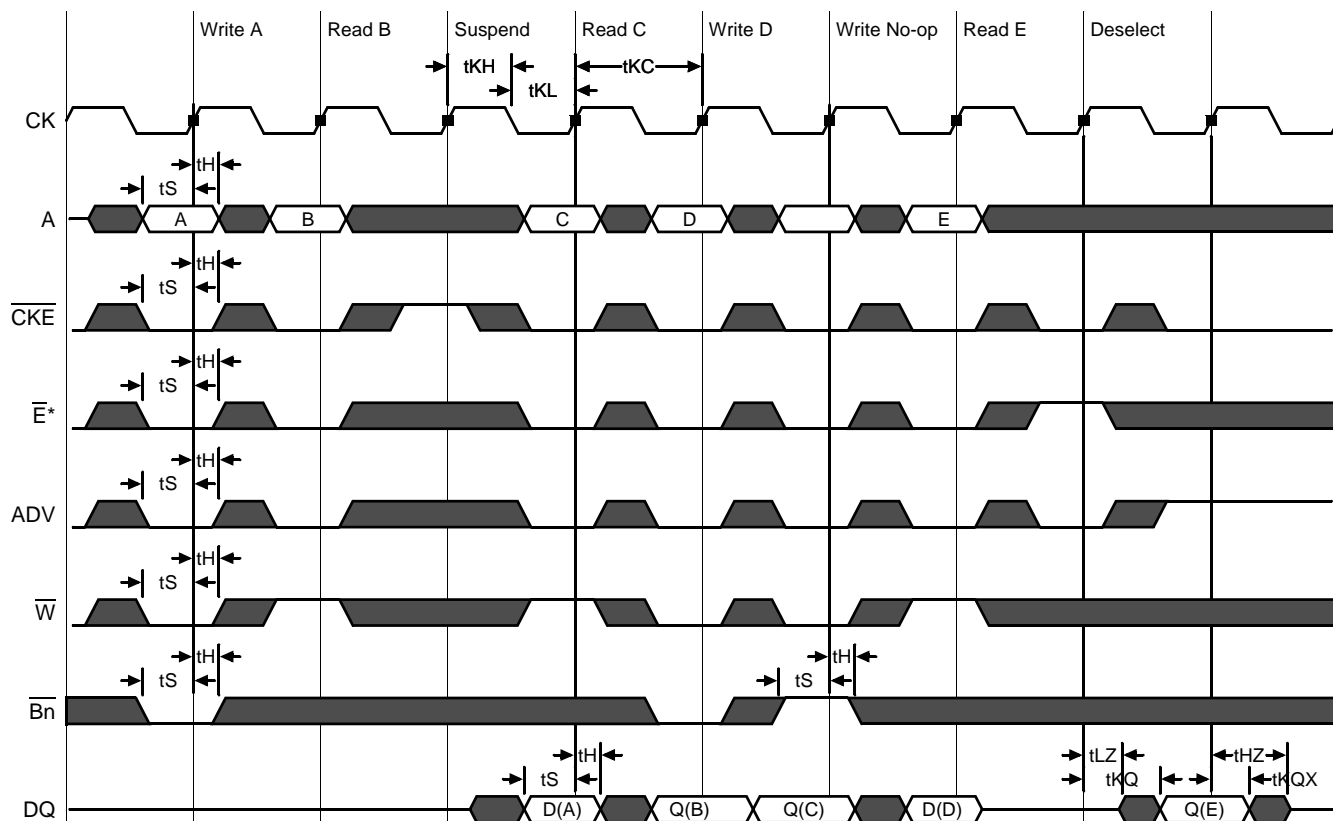 Write A Read B Suspend Read C Write D Write No-op Read E Deselect
tKH tKC
tKL
CK
tH
tS
A A B C D E
tH
tS
CKE
tH
tS
E*
tH
tS
ADV
tH
tS
W
tH tH
tS tS
Bn
tH tLZ tHZ
tS tKQ tKQX
DQ D(A) Q(B) Q(C) D(D) Q(E)